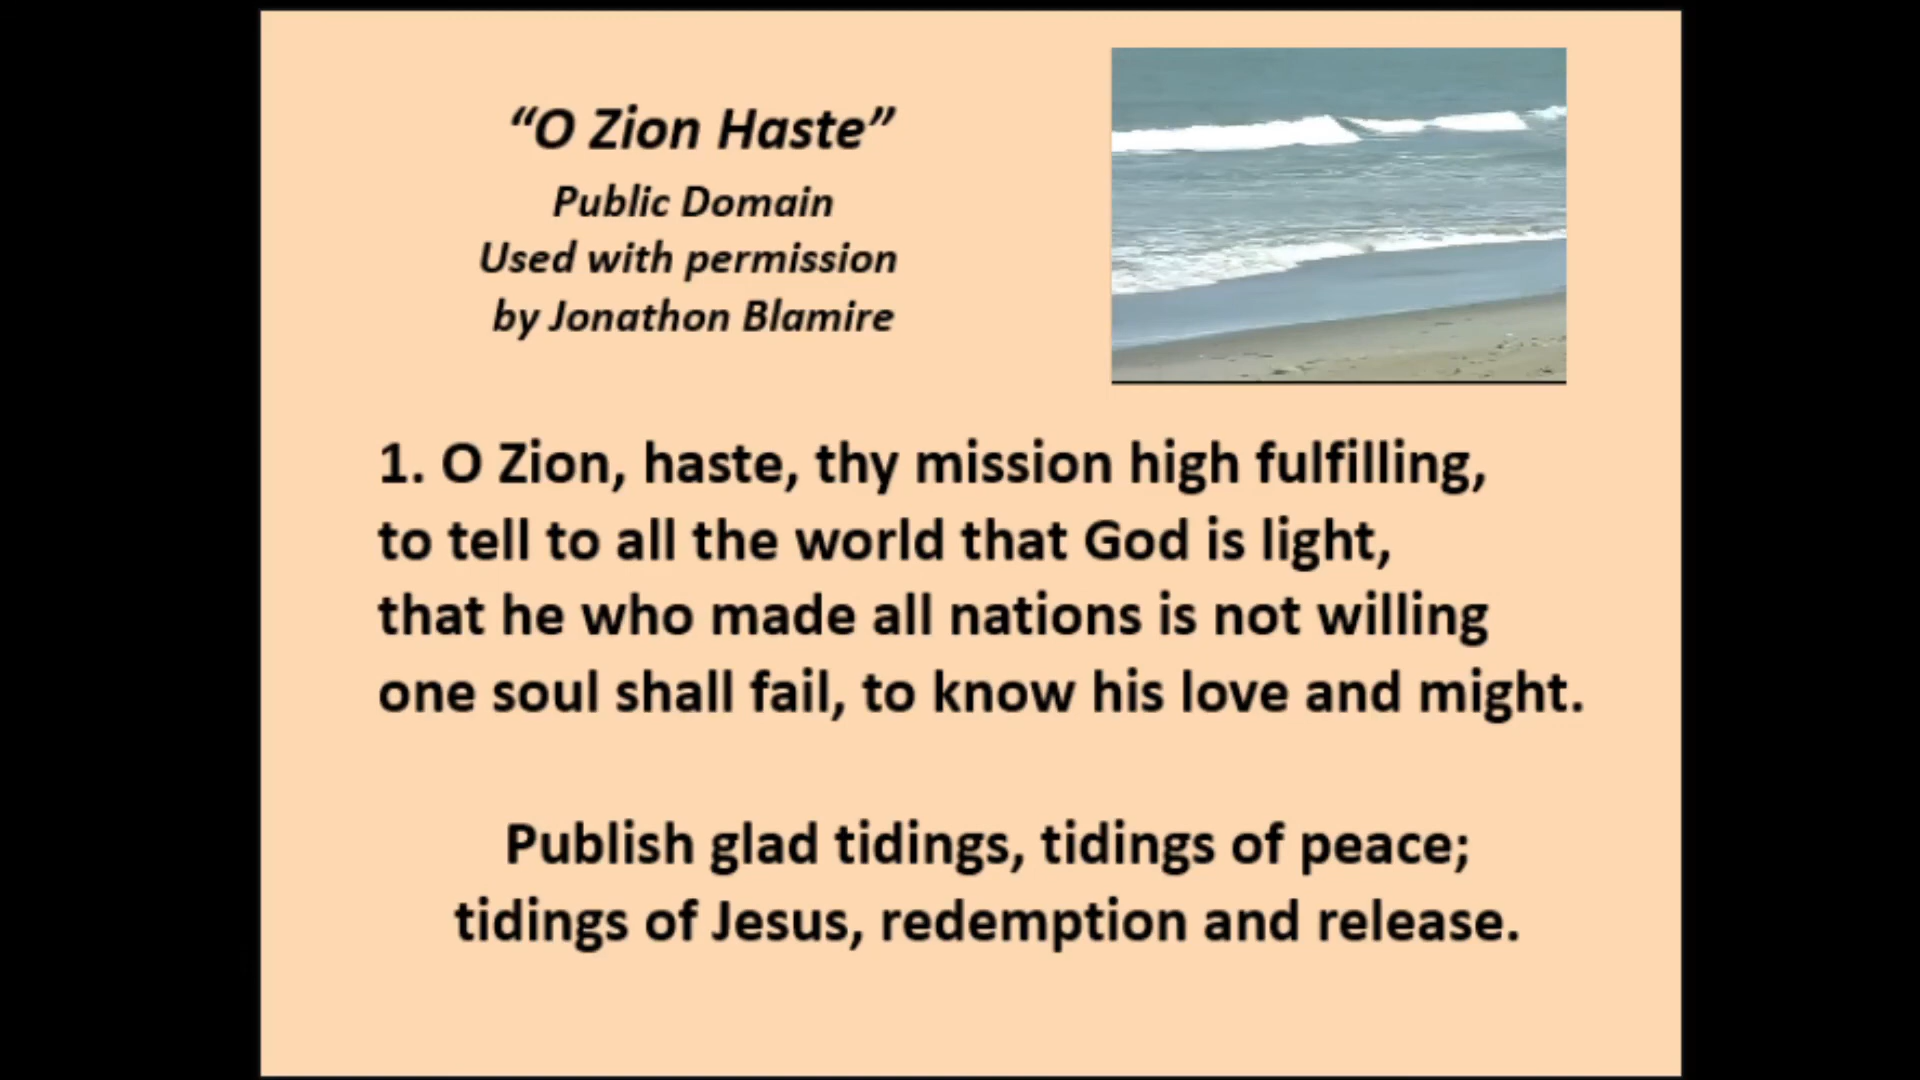 “O Zion Haste”
Public Domain
Used with permission
by Jonathon Blamire
1. O Zion, haste, thy mission high fulfilling,
to tell to all the world that God is light,
that he who made all nations is not willing
one soul shall fail, to know his love and might.
Publish glad tidings, tidings of peace;
tidings of Jesus, redemption and release.